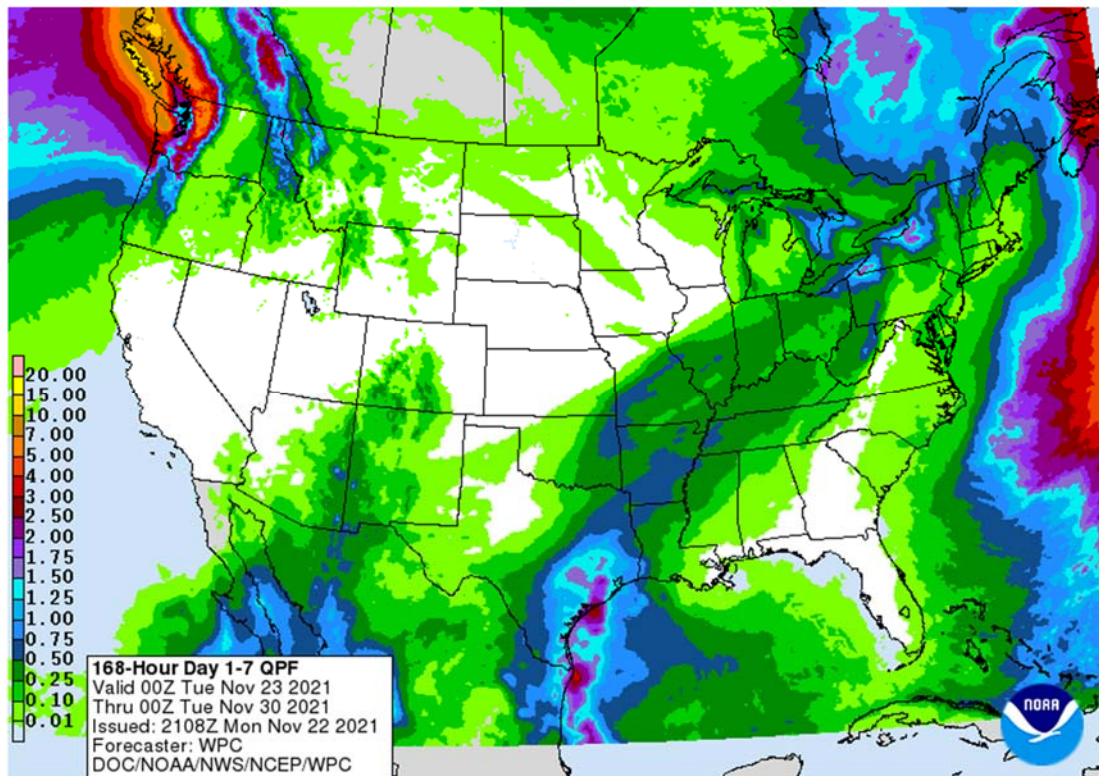 20.00
15.00
10.00
7.00
5.00
4.00
3.00
2.50
2.00
1.75
1.50
1.25
1.00
0.75
0.50
0.25
0.10
0.01
168-Hour Day 1-7 QPF
Valid 00Z Tue Nov 23 2021
Thru 00Z Tue Nov 30 2021
Issued: 2108Z Mon Nov 22 2021
Forecaster: WPC
DOC/NOAA/NWS/NCEP/WPC
NOAA